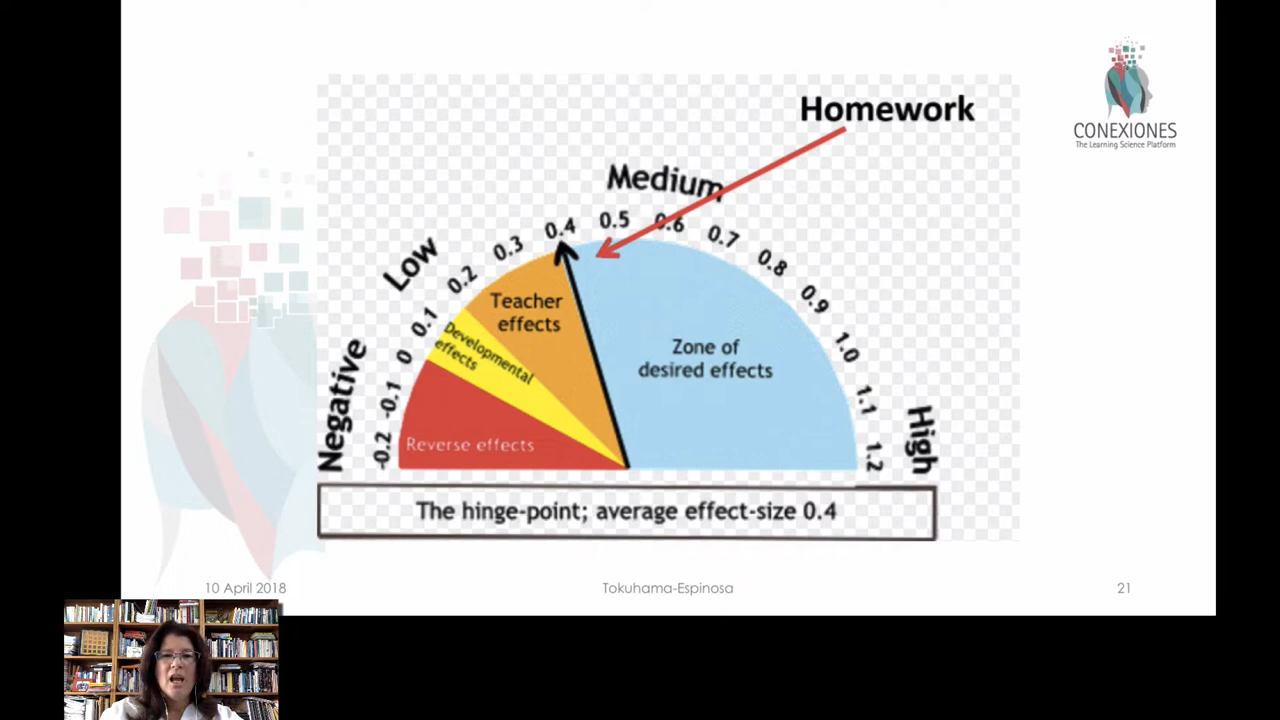 Homework
CONEXIONES
The Learning Science Platform
Negative
Low
Medium
High
-0.2
-0.1
0
0.1
0.2
0.3
0.4
0.5
0.6
0.7
0.8
0.9
1.0
1.1
1.2
Reverse effects
Developmental
effects
Teacher
effects
Zone of
desired effects
The hinge-point; average effect-size 0.4
10 April 2018
Tokuhama-Espinosa
21